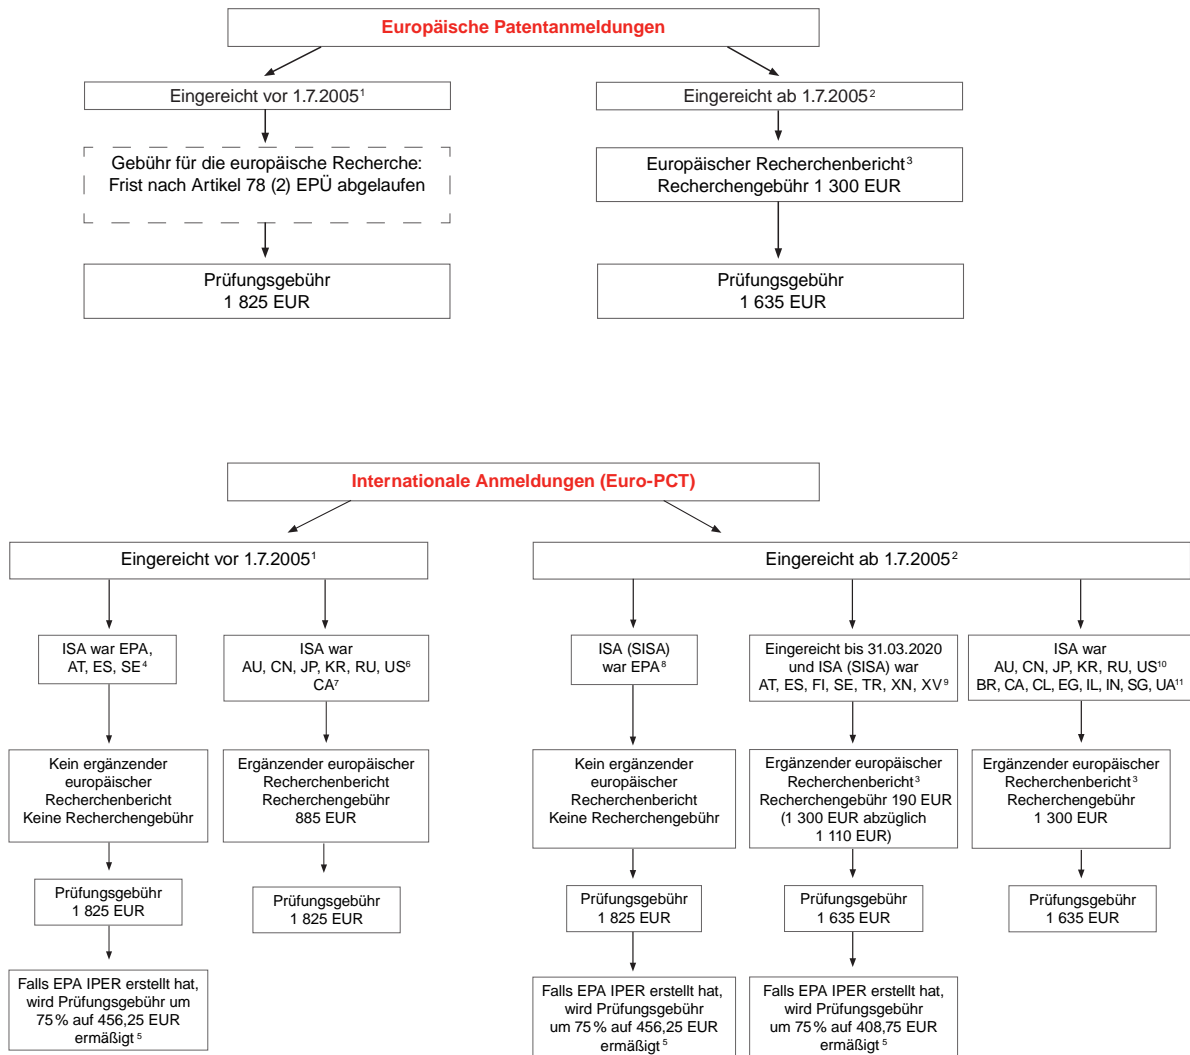 Europäische Patentanmeldungen
Eingereicht vor 1.7.2005¹
Gebühr für die europäische Recherche:
Frist nach Artikel 78 (2) EPÜ abgelaufen
Prüfungsgebühr
1 825 EUR
Eingereicht ab 1.7.2005²
Europäischer Recherchenbericht³
Recherchengebühr 1 300 EUR
Prüfungsgebühr
1 635 EUR
Internationale Anmeldungen (Euro-PCT)
Eingereicht vor 1.7.2005¹
ISA war EPA,
AT, ES, SE⁴
Kein ergänzender
europäischer
Recherchenbericht
Keine Recherchengebühr
Prüfungsgebühr
1 825 EUR
Falls EPA IPER erstellt hat,
wird Prüfungsgebühr um
75 % auf 456,25 EUR
ermäßigt⁵
ISA war
AU, CN, JP, KR, RU, US⁶
CA⁷
Ergänzender europäischer
Recherchenbericht
Recherchengebühr
885 EUR
Prüfungsgebühr
1 825 EUR
Eingereicht ab 1.7.2005²
ISA (SISA)
war EPA⁸
Kein ergänzender
europäischer
Recherchenbericht
Keine Recherchengebühr
Prüfungsgebühr
1 825 EUR
Falls EPA IPER erstellt hat,
wird Prüfungsgebühr
um 75 % auf 456,25 EUR
ermäßigt⁵
Eingereicht bis 31.03.2020
und ISA (SISA) war
AT, ES, FI, SE, TR, XN, XV⁹
Ergänzender europäischer
Recherchenbericht³
Recherchengebühr 190 EUR
(1 300 EUR abzüglich
1 110 EUR)
Prüfungsgebühr
1 635 EUR
Falls EPA IPER erstellt hat,
wird Prüfungsgebühr
um 75 % auf 408,75 EUR
ermäßigt⁵
ISA war
AU, CN, JP, KR, RU, US¹⁰
BR, CA, CL, EG, IL, IN, SG, UA¹¹
Ergänzender europäischer
Recherchenbericht³
Recherchengebühr
1 300 EUR
Prüfungsgebühr
1 635 EUR